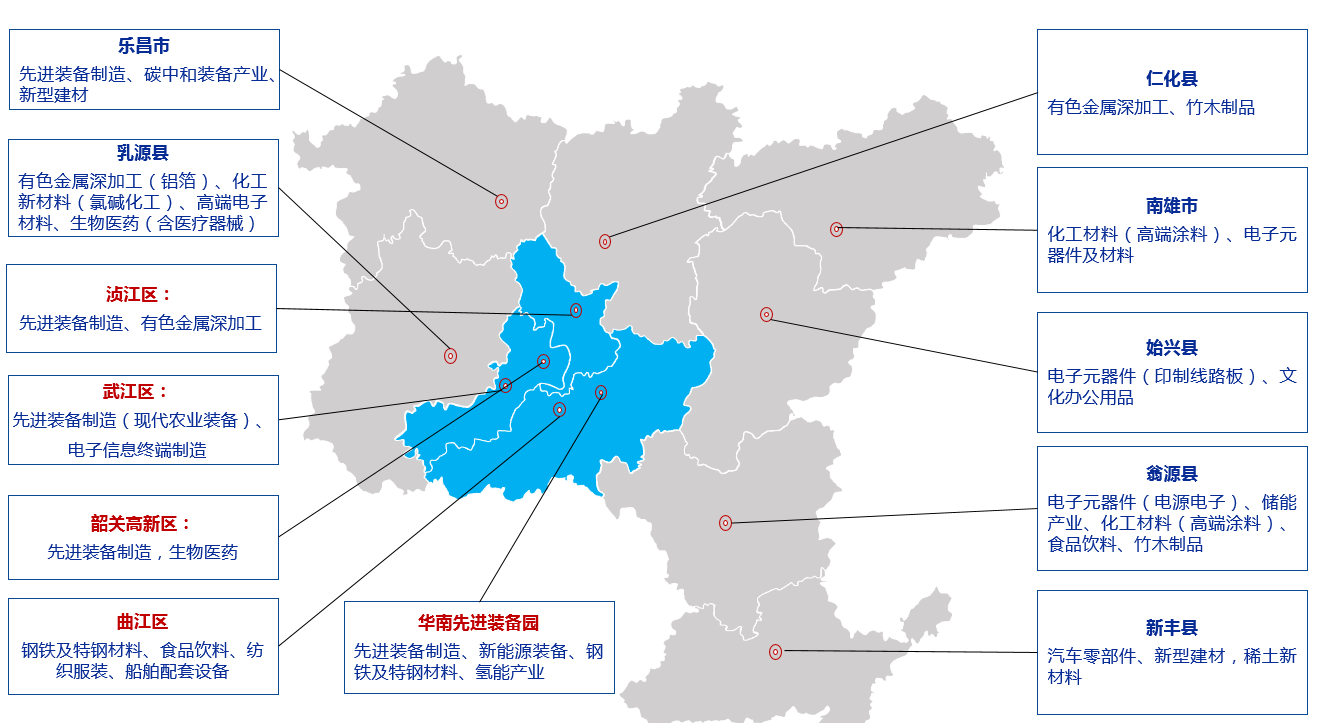 乐昌市
先进装备制造、碳中和装备产业、
新型建材
乳源县
有色金属深加工（铝箔）、化工
新材料（氯碱化工）、高端电子
材料、生物医药（含医疗器械）
浈江区：
先进装备制造、有色金属深加工
武江区：
先进装备制造（现代农业装备）、
电子信息终端制造
韶关高新区：
先进装备制造，生物医药
曲江区
钢铁及特钢材料、食品饮料、纺
织服装、船舶配套设备
华南先进装备园
先进装备制造、新能源装备、钢
铁及特钢材料、氢能产业
仁化县
有色金属深加工、竹木制品
南雄市
化工材料（高端涂料）、电子元
器件及材料
始兴县
电子元器件（印制线路板）、文
化办公用品
翁源县
电子元器件（电源电子）、储能
产业、化工材料（高端涂料）、
食品饮料、竹木制品
新丰县
汽车零部件、新型建材，稀土新
材料